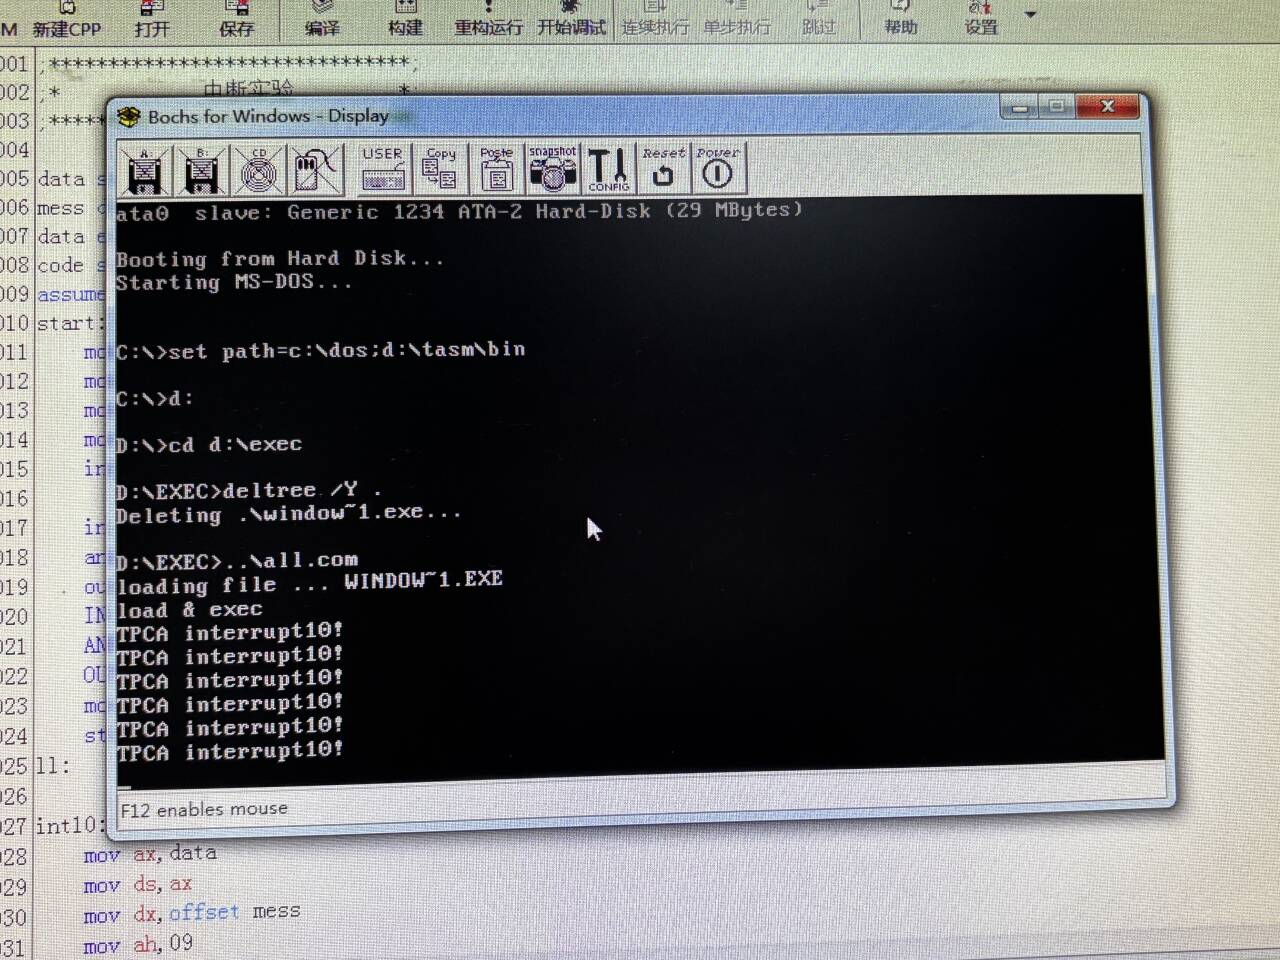 M 新建CPP 打开 保存 编译 构建 重构运行 开始调试 连续执行 单步执行 跳过 帮助 设置
001 ;******************************;
002 ;* 中断实验 *
003 ;*****
004
005 data s
006 mess
007 data e
008 code s
009 assume
010 start:
011 mo
012 mo
013 mo
014 mo
015 in
016
017 in
018 an
019 ou
020 IN
021 AN
022 OU
023 mo
024 st
025 ll:
026
027 int10:
028 mov ax,data
029 mov ds,ax
030 mov dx,offset mess
031 mov ah,09
Bochs for Windows - Display
A: B: CD USER Copy Paste snapshot CONFIG Reset Power
ata0 slave: Generic 1234 ATA-2 Hard-Disk (29 MBytes)
Booting from Hard Disk...
Starting MS-DOS...
C:\>set path=c:\dos;d:\tasm\bin
C:\>d:
D:\>cd d:\exec
D:\EXEC>deltree /Y .
Deleting .\window~1.exe...
D:\EXEC>..\all.com
loading file ... WINDOW~1.EXE
load & exec
TPCA interrupt10!
TPCA interrupt10!
TPCA interrupt10!
TPCA interrupt10!
TPCA interrupt10!
TPCA interrupt10!
F12 enables mouse